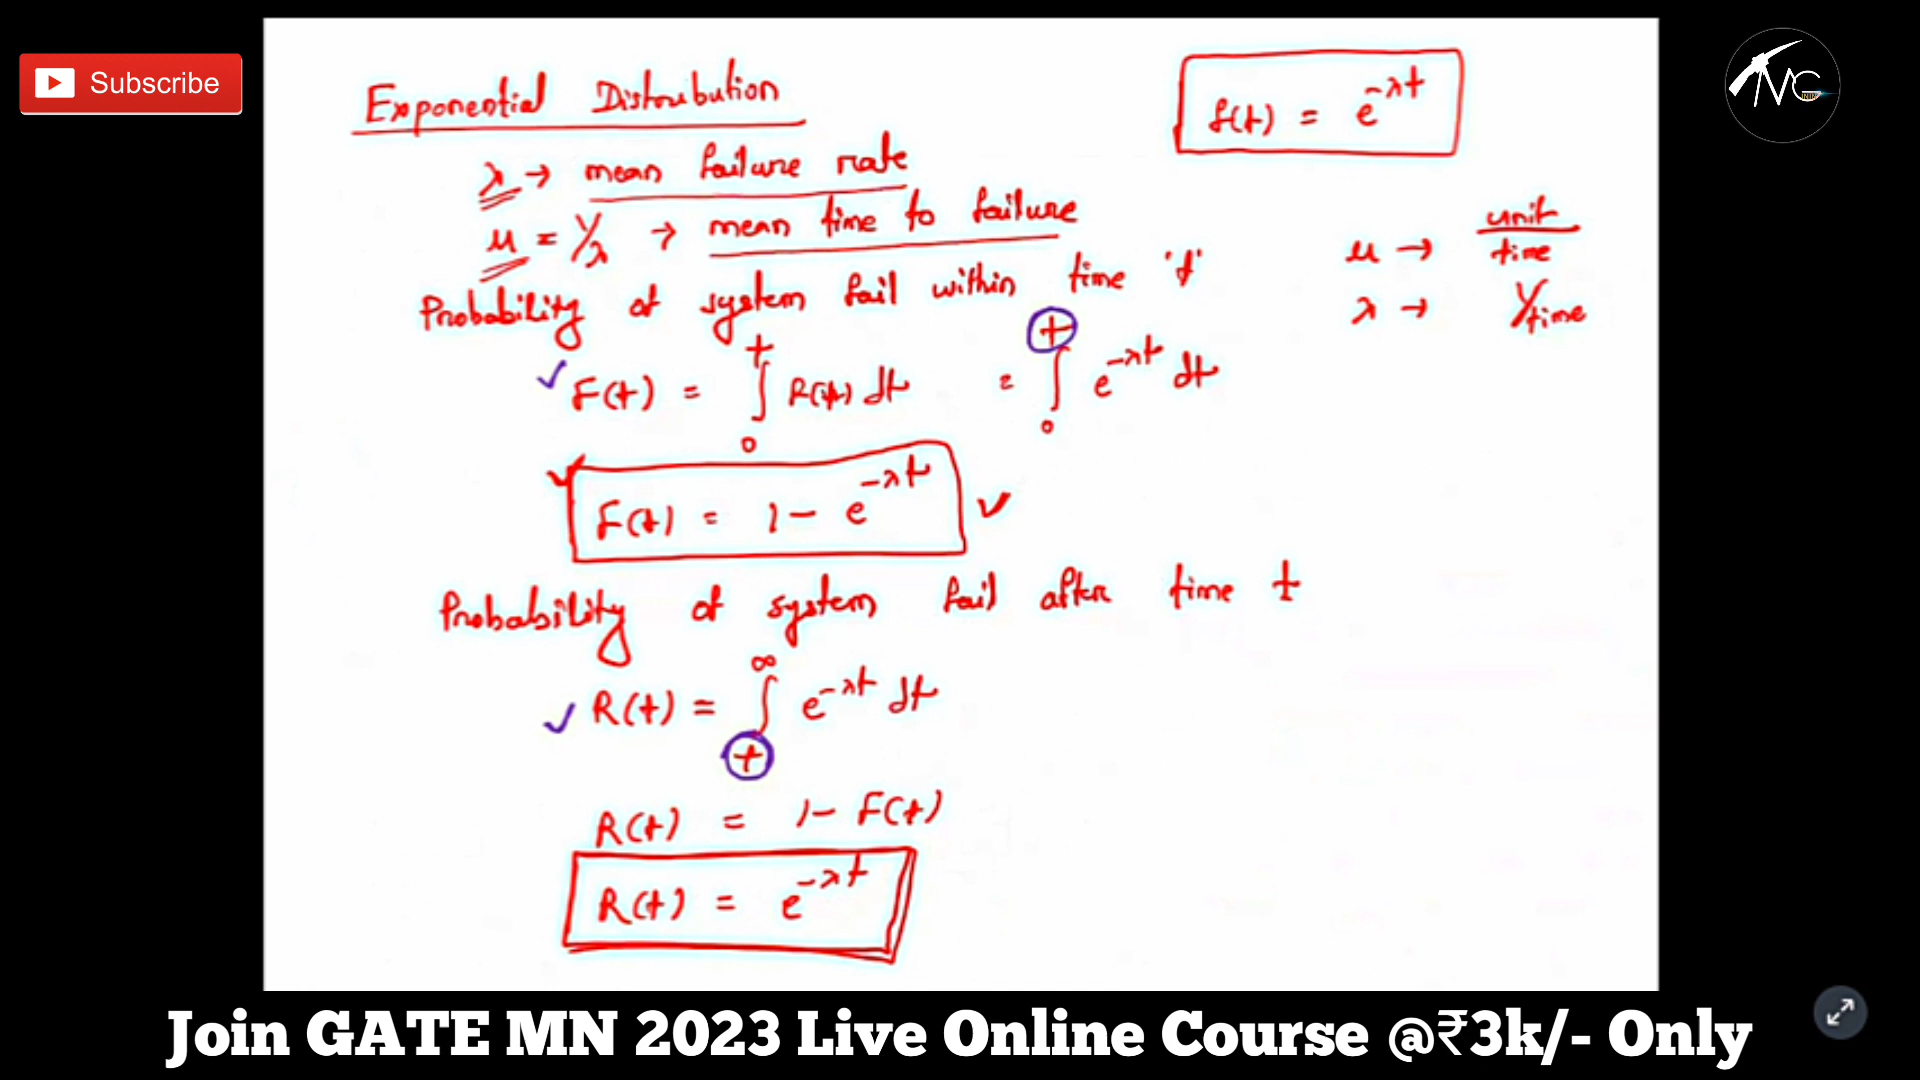 Subscribe
Exponential Distribution
f(t) = e^{-λt}
λ → mean failure rate
μ = 1/λ → mean time to failure
μ → unit/time
λ → 1/time
Probability of system fail within time 't'
F(t) = ∫₀ᵗ R(t) dt = ∫₀ᵗ e^{-λt} dt
F(t) = 1 - e^{-λt}
Probability of system fail after time t
R(t) = ∫ₜ^∞ e^{-λt} dt
R(t) = 1 - F(t)
R(t) = e^{-λt}
Join GATE MN 2023 Live Online Course @₹3k/- Only